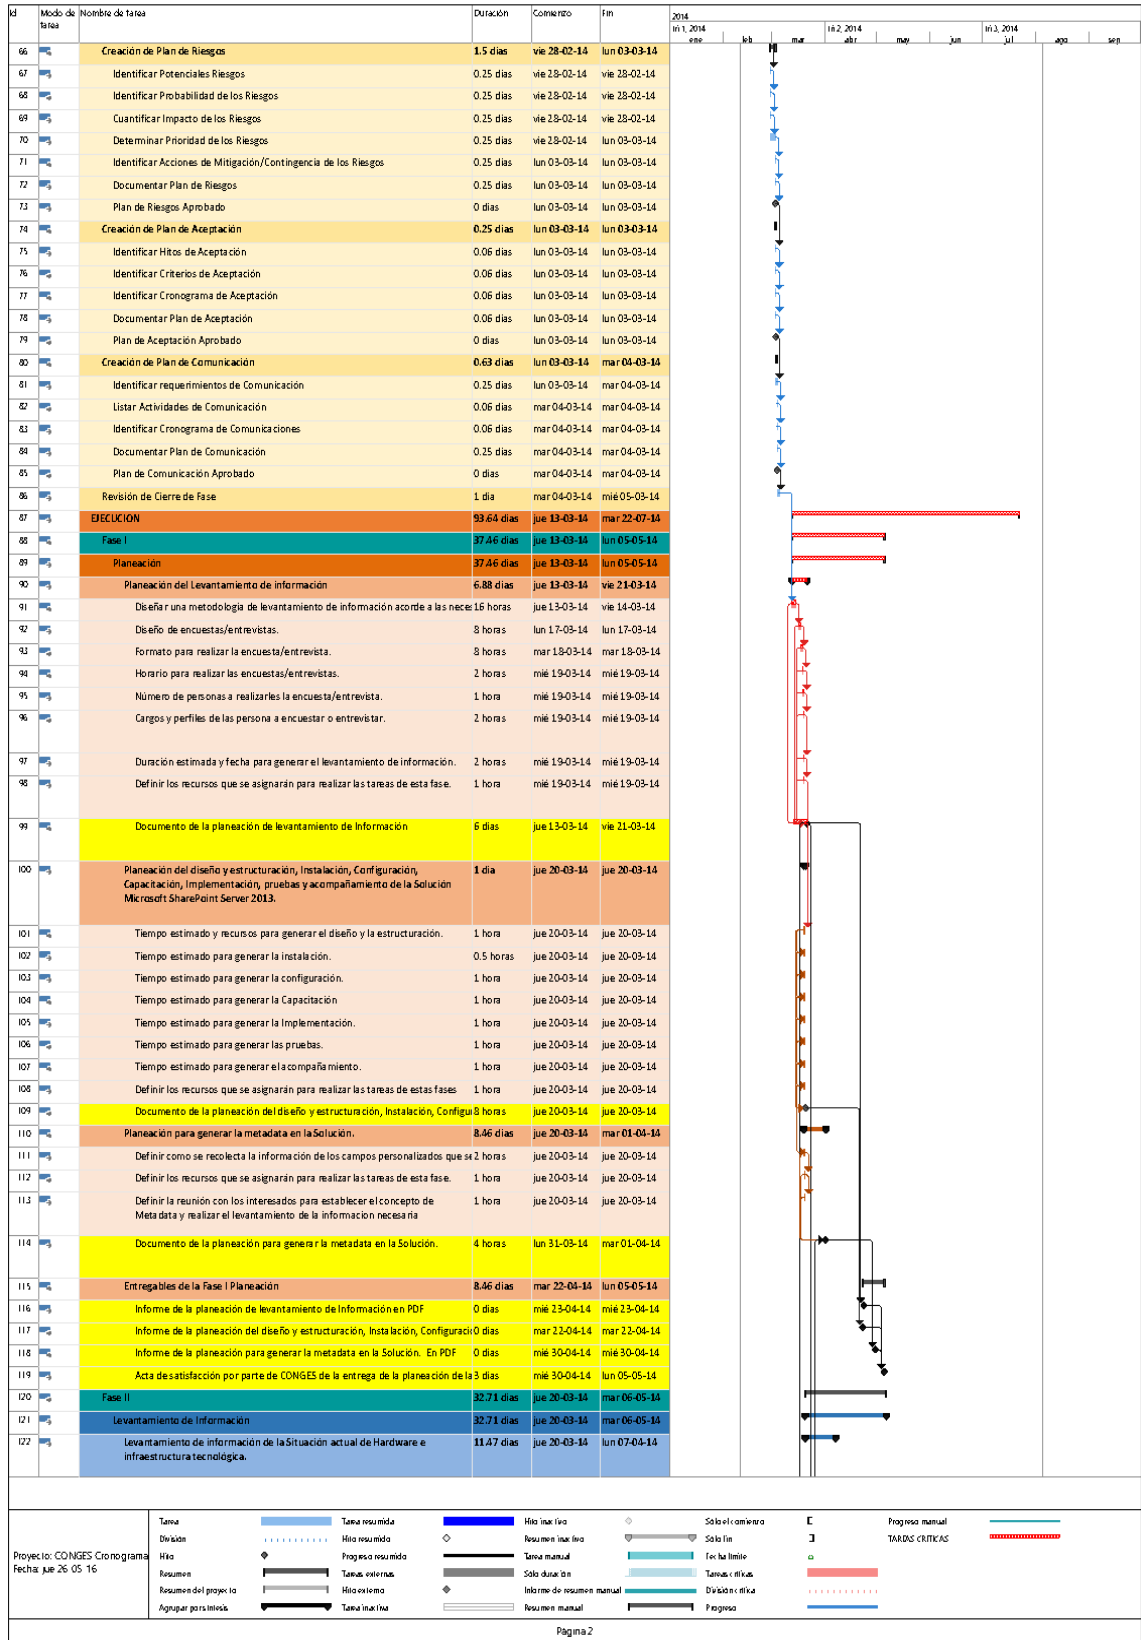 Id Modo de tarea Nombre de tarea Duración Comienzo Fin
2014
tri 1, 2014 tri 2, 2014 tri 3, 2014
ene feb mar abr may jun jul ago sep
66 Creación de Plan de Riesgos 1.5 dias vie 28-02-14 lun 03-03-14
67 Identificar Potenciales Riesgos 0.25 dias vie 28-02-14 vie 28-02-14
68 Identificar Probabilidad de los Riesgos 0.25 dias vie 28-02-14 vie 28-02-14
69 Cuantificar Impacto de los Riesgos 0.25 dias vie 28-02-14 vie 28-02-14
70 Determinar Prioridad de los Riesgos 0.25 dias vie 28-02-14 lun 03-03-14
71 Identificar Acciones de Mitigación/Contingencia de los Riesgos 0.25 dias lun 03-03-14 lun 03-03-14
72 Documentar Plan de Riesgos 0.25 dias lun 03-03-14 lun 03-03-14
73 Plan de Riesgos Aprobado 0 dias lun 03-03-14 lun 03-03-14
74 Creación de Plan de Aceptación 0.25 dias lun 03-03-14 lun 03-03-14
75 Identificar Hitos de Aceptación 0.06 dias lun 03-03-14 lun 03-03-14
76 Identificar Criterios de Aceptación 0.06 dias lun 03-03-14 lun 03-03-14
77 Identificar Cronograma de Aceptación 0.06 dias lun 03-03-14 lun 03-03-14
78 Documentar Plan de Aceptación 0.06 dias lun 03-03-14 lun 03-03-14
79 Plan de Aceptación Aprobado 0 dias lun 03-03-14 lun 03-03-14
80 Creación de Plan de Comunicación 0.63 dias lun 03-03-14 mar 04-03-14
81 Identificar requerimientos de Comunicación 0.25 dias lun 03-03-14 mar 04-03-14
82 Listar Actividades de Comunicación 0.06 dias mar 04-03-14 mar 04-03-14
83 Identificar Cronograma de Comunicaciones 0.06 dias mar 04-03-14 mar 04-03-14
84 Documentar Plan de Comunicación 0.25 dias mar 04-03-14 mar 04-03-14
85 Plan de Comunicación Aprobado 0 dias mar 04-03-14 mar 04-03-14
86 Revisión de Cierre de Fase 1 dia mar 04-03-14 mié 05-03-14
87 EJECUCION 93.64 dias jue 13-03-14 mar 22-07-14
88 Fase I 37.46 dias jue 13-03-14 lun 05-05-14
89 Planeación 37.46 dias jue 13-03-14 lun 05-05-14
90 Planeación del Levantamiento de información 6.88 dias jue 13-03-14 vie 21-03-14
91 Diseñar una metodologia de levantamiento de información acorde a las nece 16 horas jue 13-03-14 vie 14-03-14
92 Diseño de encuestas/entrevistas. 8 horas lun 17-03-14 lun 17-03-14
93 Formato para realizar la encuesta/entrevista. 8 horas mar 18-03-14 mar 18-03-14
94 Horario para realizar las encuestas/entrevistas. 2 horas mié 19-03-14 mié 19-03-14
95 Número de personas a realizarles la encuesta/entrevista. 1 hora mié 19-03-14 mié 19-03-14
96 Cargos y perfiles de las persona a encuestar o entrevistar. 2 horas mié 19-03-14 mié 19-03-14
97 Duración estimada y fecha para generar el levantamiento de información. 2 horas mié 19-03-14 mié 19-03-14
98 Definir los recursos que se asignarán para realizar las tareas de esta fase. 1 hora mié 19-03-14 mié 19-03-14
99 Documento de la planeación de levantamiento de Información 6 dias jue 13-03-14 vie 21-03-14
100 Planeación del diseño y estructuración, Instalación, Configuración, 1 dia jue 20-03-14 jue 20-03-14
Capacitación, Implementación, pruebas y acompañamiento de la Solución
Microsoft SharePoint Server 2013.
101 Tiempo estimado y recursos para generar el diseño y la estructuración. 1 hora jue 20-03-14 jue 20-03-14
102 Tiempo estimado para generar la instalación. 0.5 horas jue 20-03-14 jue 20-03-14
103 Tiempo estimado para generar la configuración. 1 hora jue 20-03-14 jue 20-03-14
104 Tiempo estimado para generar la Capacitación 1 hora jue 20-03-14 jue 20-03-14
105 Tiempo estimado para generar la Implementación. 1 hora jue 20-03-14 jue 20-03-14
106 Tiempo estimado para generar las pruebas. 1 hora jue 20-03-14 jue 20-03-14
107 Tiempo estimado para generar el acompañamiento. 1 hora jue 20-03-14 jue 20-03-14
108 Definir los recursos que se asignarán para realizar las tareas de estas fases 1 hora jue 20-03-14 jue 20-03-14
109 Documento de la planeación del diseño y estructuración, Instalación, Configu 8 horas jue 20-03-14 jue 20-03-14
110 Planeación para generar la metadata en la Solución. 8.46 dias jue 20-03-14 mar 01-04-14
111 Definir como se recolecta la información de los campos personalizados que se 2 horas jue 20-03-14 jue 20-03-14
112 Definir los recursos que se asignarán para realizar las tareas de esta fase. 1 hora jue 20-03-14 jue 20-03-14
113 Definir la reunión con los interesados para establecer el concepto de 1 hora jue 20-03-14 jue 20-03-14
Metadata y realizar el levantamiento de la informacion necesaria
114 Documento de la planeación para generar la metadata en la Solución. 4 horas lun 31-03-14 mar 01-04-14
115 Entregables de la Fase I Planeación 8.46 dias mar 22-04-14 lun 05-05-14
116 Informe de la planeación de levantamiento de Información en PDF 0 dias mié 23-04-14 mié 23-04-14
117 Informe de la planeación del diseño y estructuración, Instalación, Configuraci 0 dias mar 22-04-14 mar 22-04-14
118 Informe de la planeación para generar la metadata en la Solución. En PDF 0 dias mié 30-04-14 mié 30-04-14
119 Acta de satisfacción por parte de CONGES de la entrega de la planeación de la 3 dias mié 30-04-14 lun 05-05-14
120 Fase II 32.71 dias jue 20-03-14 mar 06-05-14
121 Levantamiento de Información 32.71 dias jue 20-03-14 mar 06-05-14
122 Levantamiento de información de la Situación actual de Hardware e 11.47 dias jue 20-03-14 lun 07-04-14
infraestructura tecnológica.
Proyecto: CONGES Cronograma
Fecha: jue 26-05-16
Tarea Tarea resumida Hito inactivo Sólo el comienzo Progreso manual
División Hito resumido Resumen inactivo Sólo fin TAREAS CRITICAS
Hito Progreso resumido Tarea manual Fecha límite
Resumen Tareas externas Sólo duración Tareas críticas
Resumen del proyecto Hito externo Informe de resumen manual División crítica
Agrupar por síntesis Tarea inactiva Resumen manual Progreso
Página 2